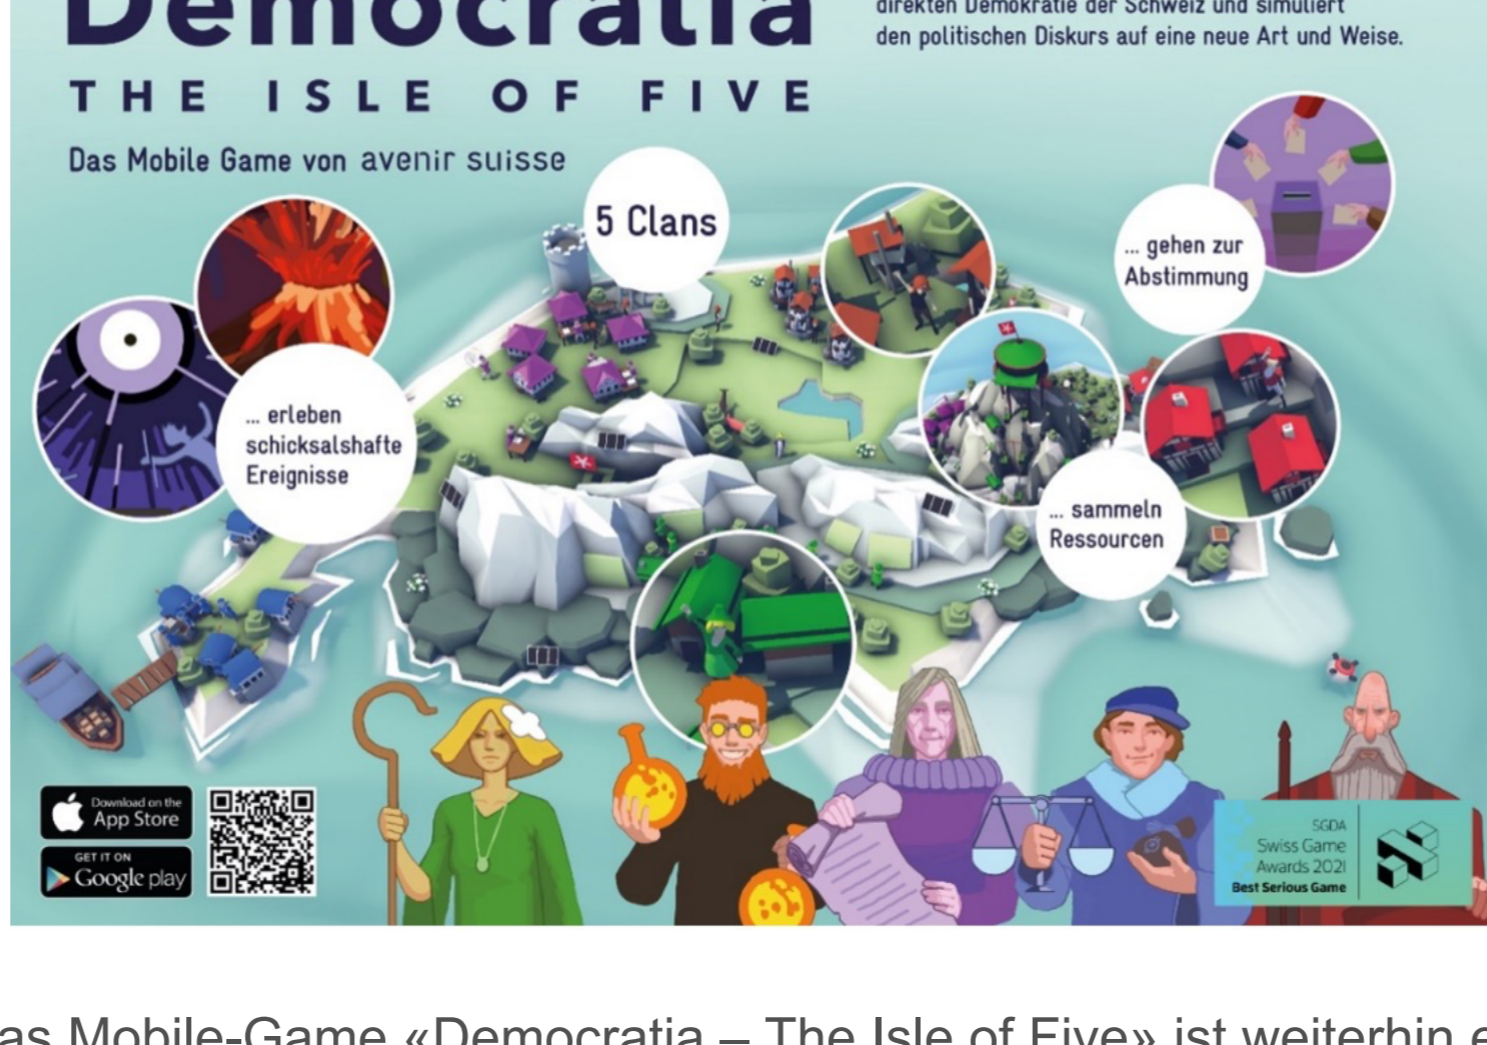 Democratia
direkten Demokratie der Schweiz und simuliert
den politischen Diskurs auf eine neue Art und Weise.
THE ISLE OF FIVE
Das Mobile Game von avenir suisse
5 Clans
... gehen zur
Abstimmung
... erleben
schicksalshafte
Ereignisse
... sammeln
Ressourcen
Download on the
App Store
GET IT ON
Google play
SGDA
Swiss Game
Awards 2021
Best Serious Game
as Mobile-Game «Democratia – The Isle of Five» ist weiterhin e